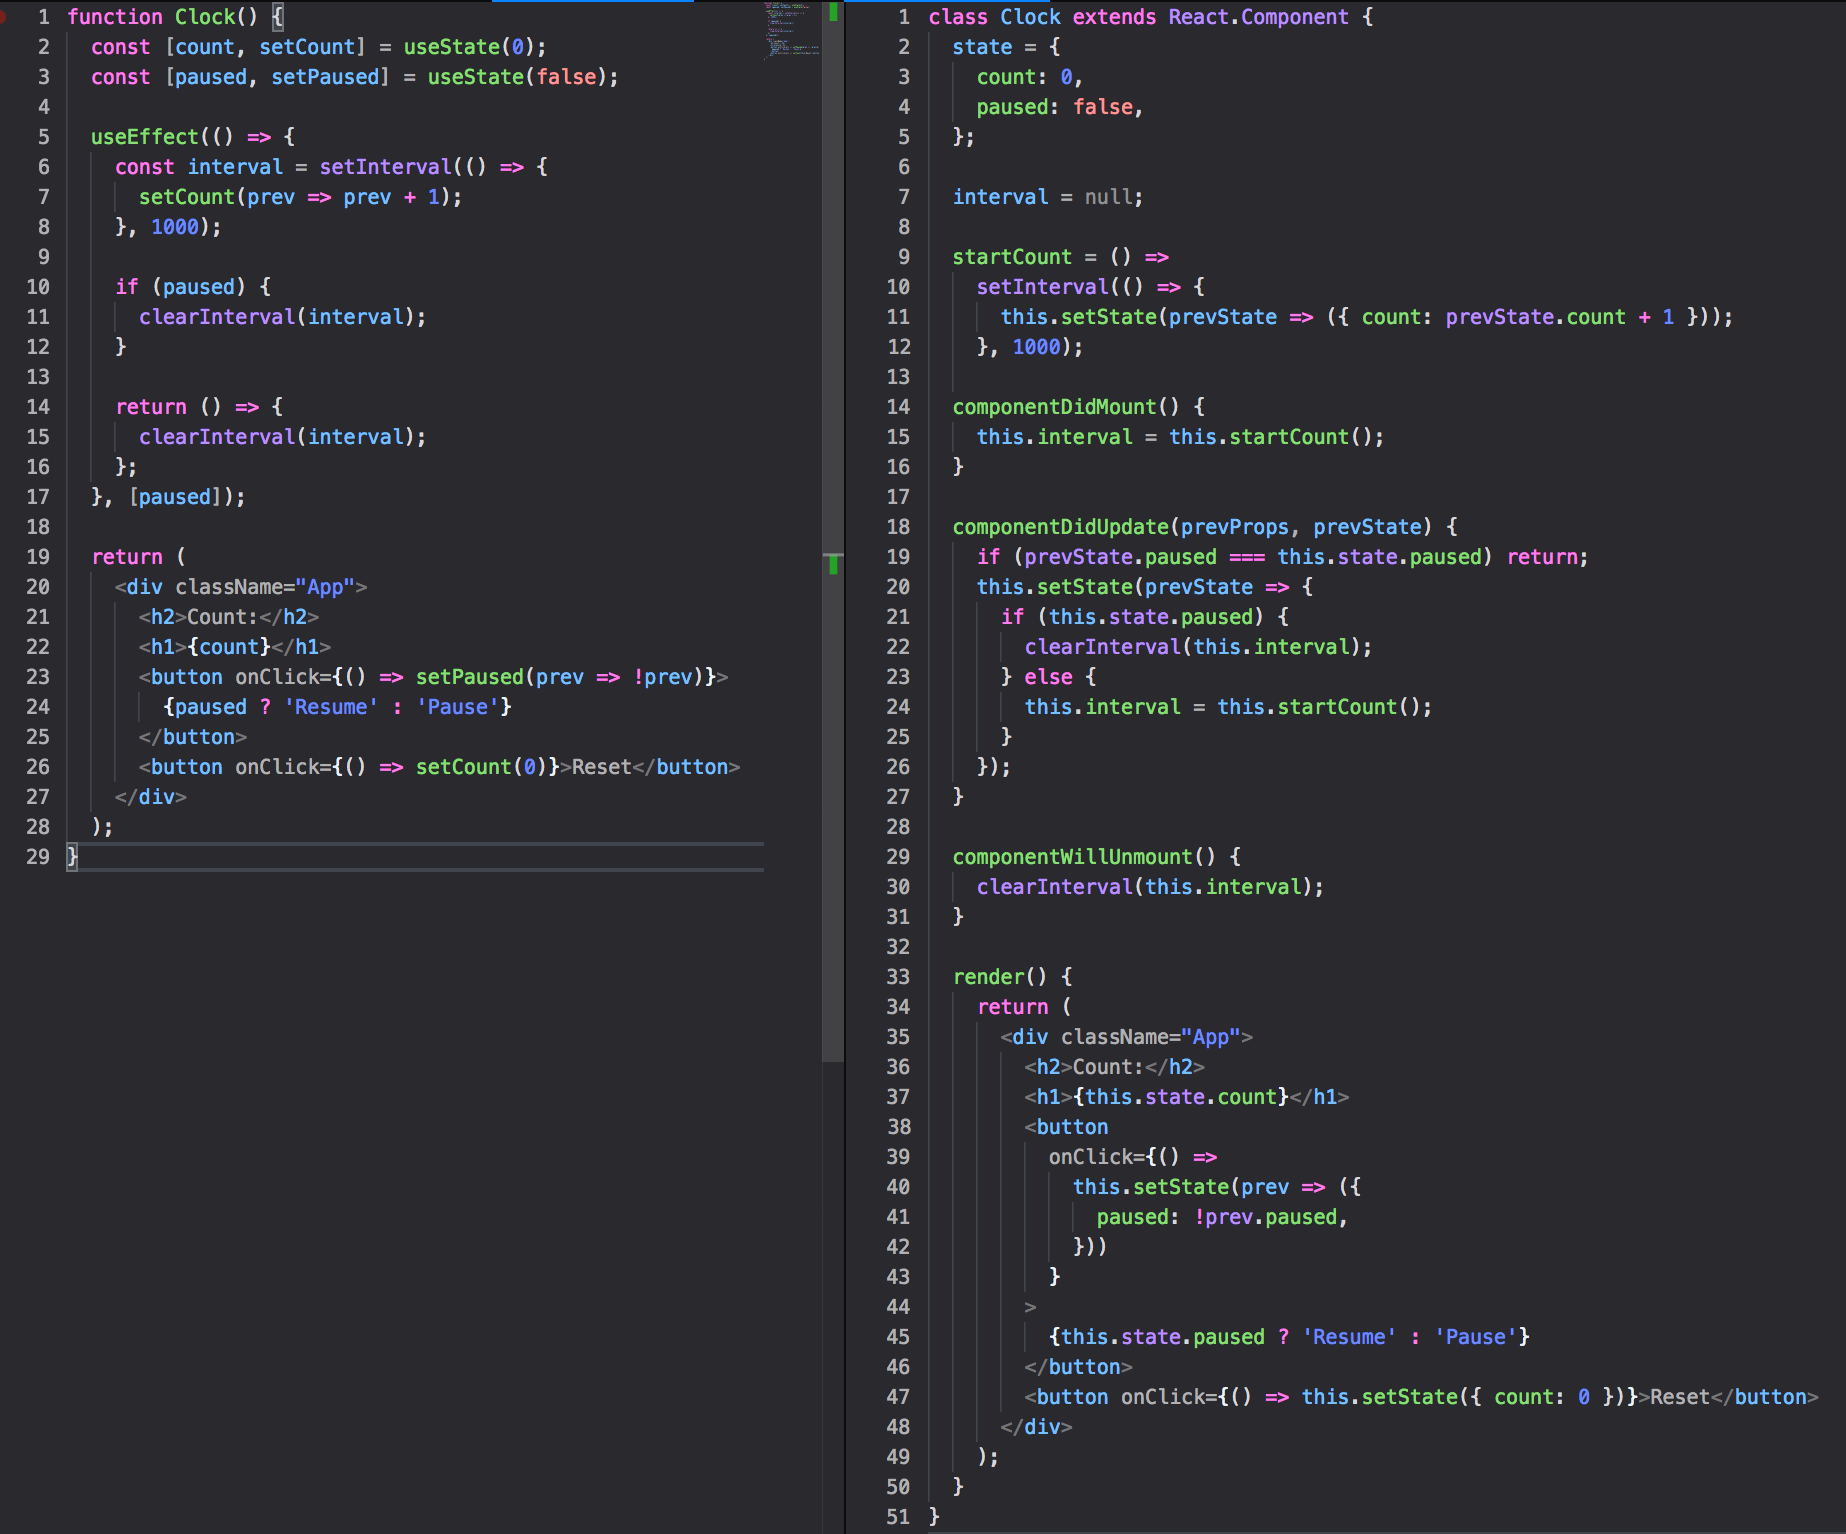 1 function Clock() {
2 const [count, setCount] = useState(0);
3 const [paused, setPaused] = useState(false);
4
5 useEffect(() => {
6 const interval = setInterval(() => {
7 setCount(prev => prev + 1);
8 }, 1000);
9
10 if (paused) {
11 clearInterval(interval);
12 }
13
14 return () => {
15 clearInterval(interval);
16 };
17 }, [paused]);
18
19 return (
20 <div className="App">
21 <h2>Count:</h2>
22 <h1>{count}</h1>
23 <button onClick={() => setPaused(prev => !prev)}>
24 {paused ? 'Resume' : 'Pause'}
25 </button>
26 <button onClick={() => setCount(0)}>Reset</button>
27 </div>
28 );
29 }
1 class Clock extends React.Component {
2 state = {
3 count: 0,
4 paused: false,
5 };
6
7 interval = null;
8
9 startCount = () =>
10 setInterval(() => {
11 this.setState(prevState => ({ count: prevState.count + 1 }));
12 }, 1000);
13
14 componentDidMount() {
15 this.interval = this.startCount();
16 }
17
18 componentDidUpdate(prevProps, prevState) {
19 if (prevState.paused === this.state.paused) return;
20 this.setState(prevState => {
21 if (this.state.paused) {
22 clearInterval(this.interval);
23 } else {
24 this.interval = this.startCount();
25 }
26 });
27 }
28
29 componentWillUnmount() {
30 clearInterval(this.interval);
31 }
32
33 render() {
34 return (
35 <div className="App">
36 <h2>Count:</h2>
37 <h1>{this.state.count}</h1>
38 <button
39 onClick={() =>
40 this.setState(prev => ({
41 paused: !prev.paused,
42 }))
43 }
44 >
45 {this.state.paused ? 'Resume' : 'Pause'}
46 </button>
47 <button onClick={() => this.setState({ count: 0 })}>Reset</button>
48 </div>
49 );
50 }
51 }